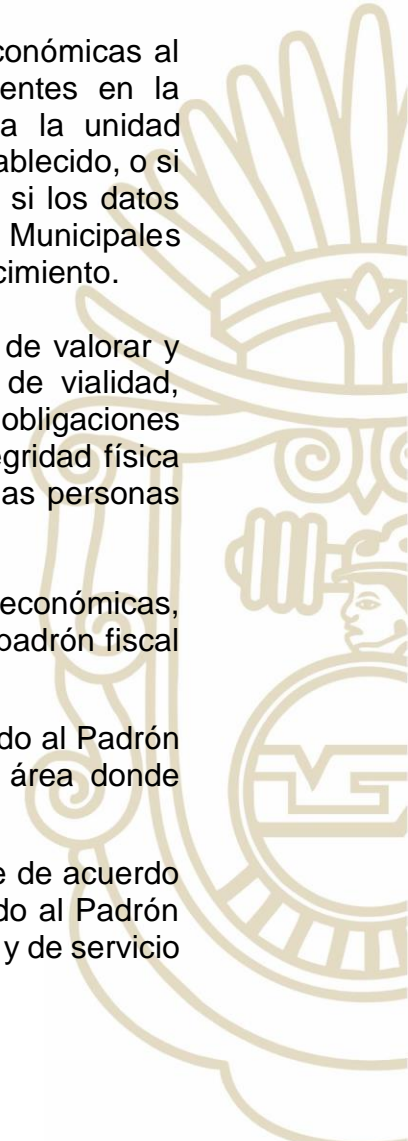 conómicas al
entes en la
a la unidad
ablecido, o si
si los datos
Municipales
cimiento.
de valorar y
de vialidad,
obligaciones
egridad física
as personas
económicas,
padrón fiscal
do al Padrón
área donde
e de acuerdo
do al Padrón
y de servicio